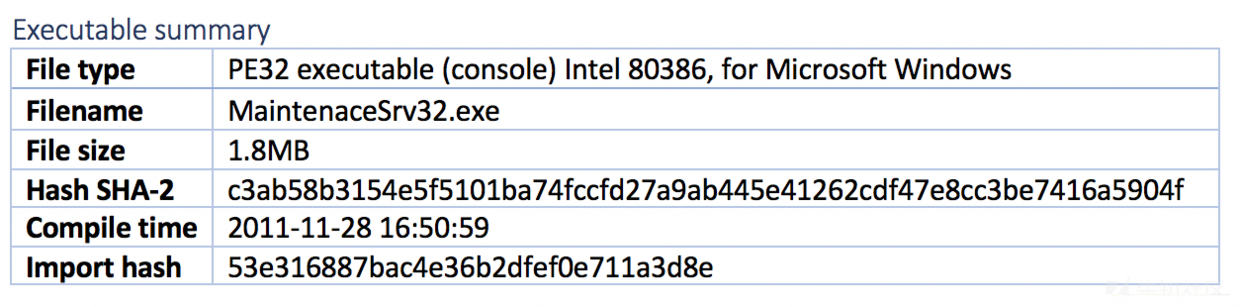 Executable summary
File type PE32 executable (console) Intel 80386, for Microsoft Windows
Filename MaintenaceSrv32.exe
File size 1.8MB
Hash SHA-2 c3ab58b3154e5f5101ba74fccfd27a9ab445e41262cdf47e8cc3be7416a5904f
Compile time 2011-11-28 16:50:59
Import hash 53e316887bac4e36b2dfef0e711a3d8e